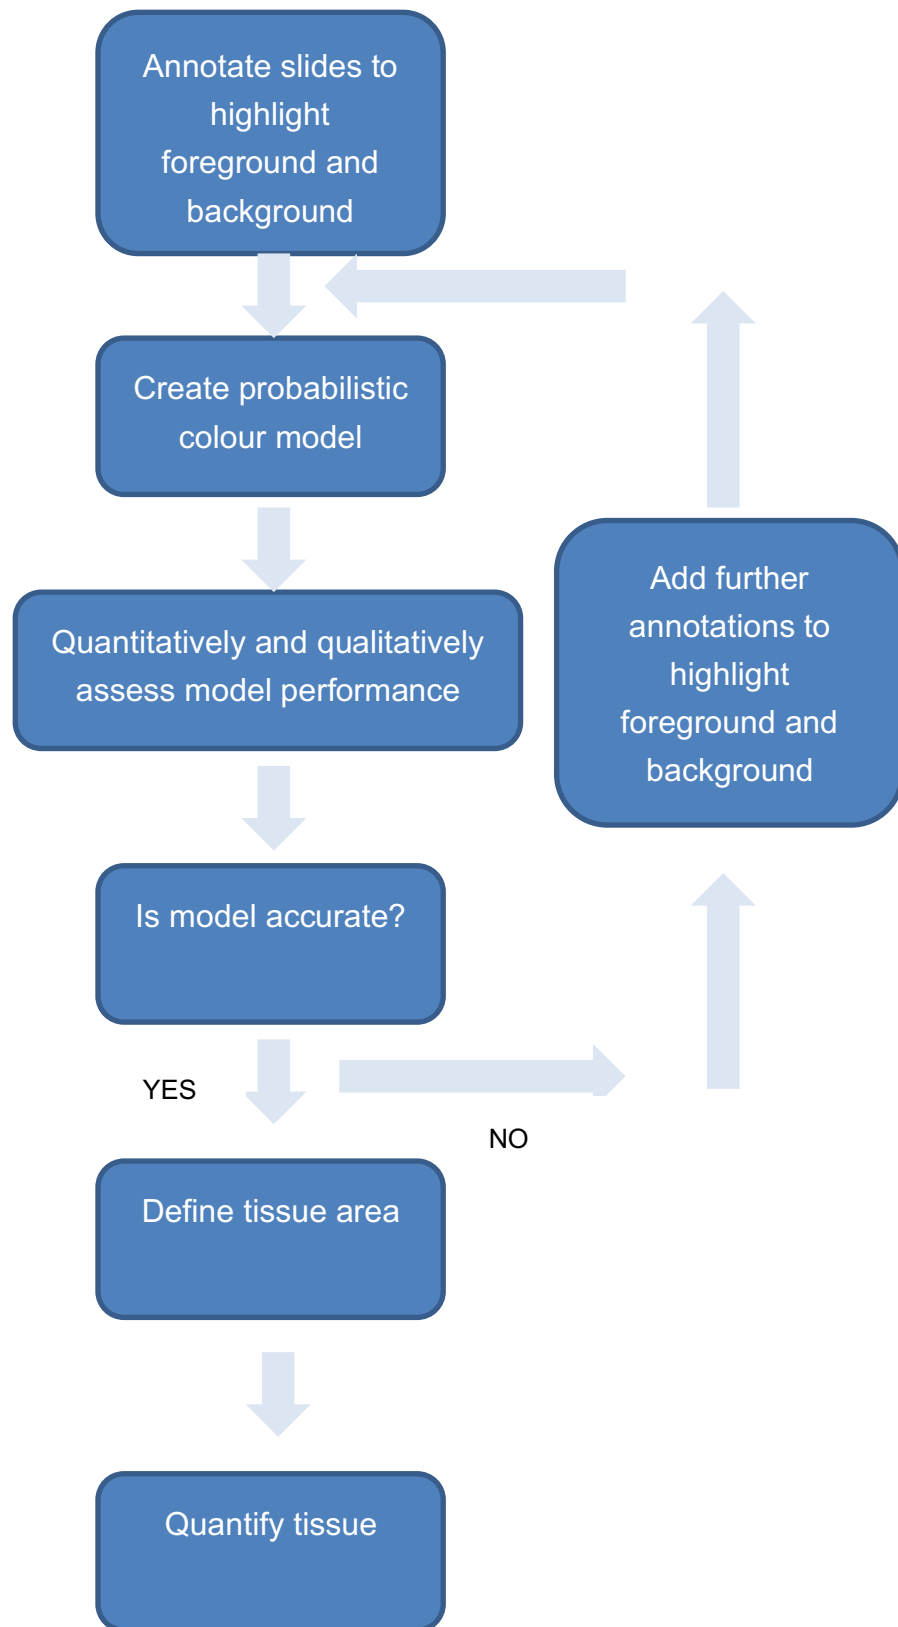 Annotate slides to
highlight
foreground and
background
Create probabilistic
colour model
Quantitatively and qualitatively
assess model performance
Add further
annotations to
highlight
foreground and
background
Is model accurate?
YES
NO
Define tissue area
Quantify tissue